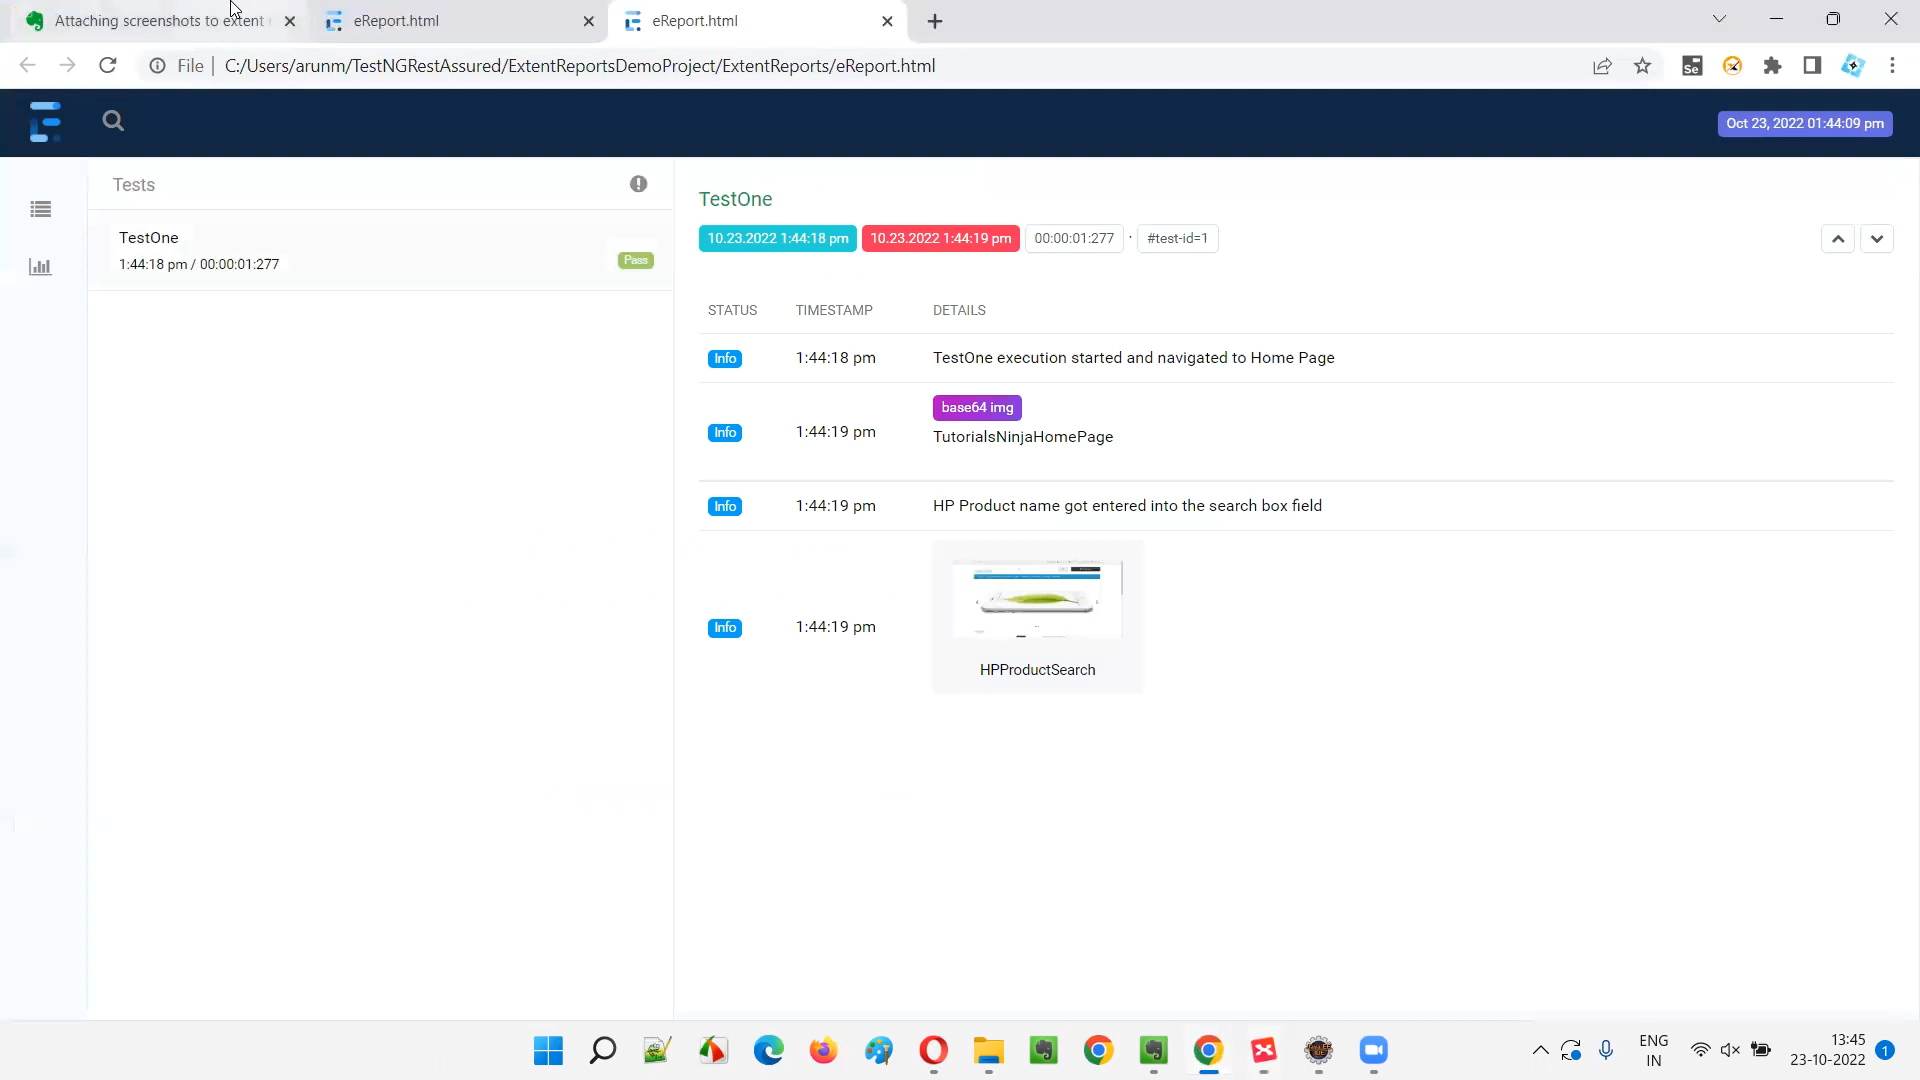 Attaching screenshots to extent
eReport.html
eReport.html
File
C:/Users/arunm/TestNGRestAssured/ExtentReportsDemoProject/ExtentReports/eReport.html
Se
Oct 23, 2022 01:44:09 pm
Tests
TestOne
1:44:18 pm / 00:00:01:277
Pass
TestOne
10.23.2022 1:44:18 pm
10.23.2022 1:44:19 pm
00:00:01:277
·
#test-id=1
STATUS TIMESTAMP DETAILS
Info 1:44:18 pm TestOne execution started and navigated to Home Page
base64 img
Info 1:44:19 pm TutorialsNinjaHomePage
Info 1:44:19 pm HP Product name got entered into the search box field
Info 1:44:19 pm
HPProductSearch
ENG
IN
13:45
23-10-2022
1